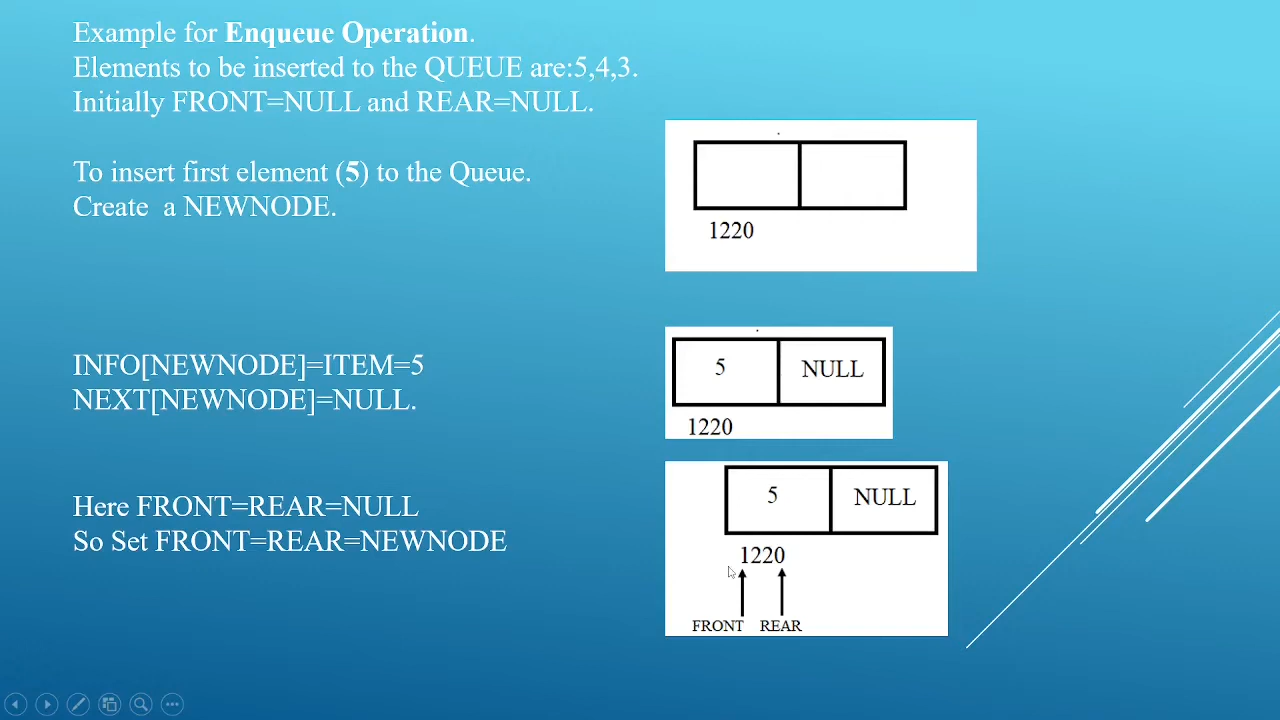 Example for Enqueue Operation.
Elements to be inserted to the QUEUE are:5,4,3.
Initially FRONT=NULL and REAR=NULL.
To insert first element (5) to the Queue.
Create a NEWNODE.
1220
INFO[NEWNODE]=ITEM=5
NEXT[NEWNODE]=NULL.
5 NULL
1220
Here FRONT=REAR=NULL
So Set FRONT=REAR=NEWNODE
5 NULL
1220
FRONT REAR